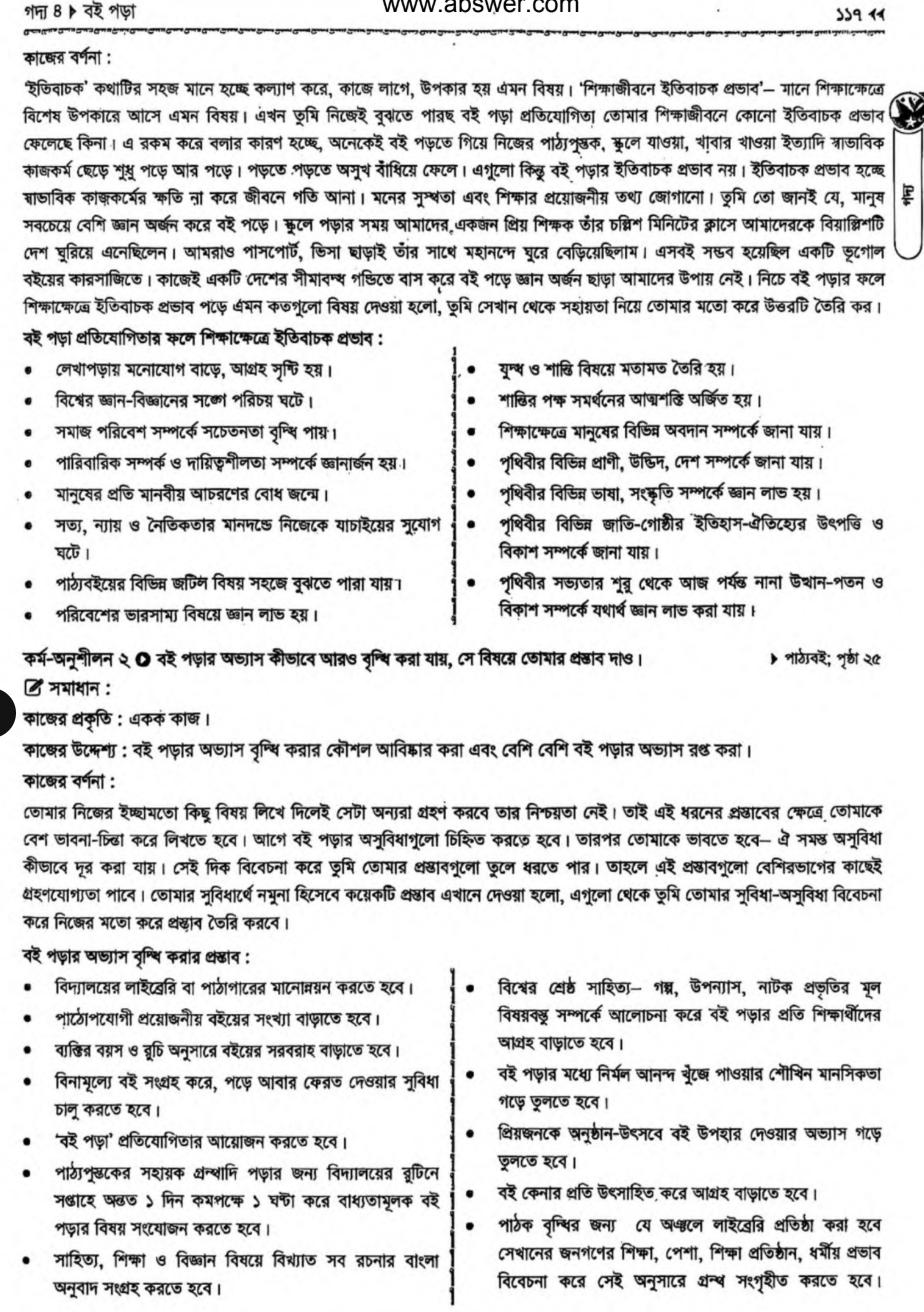 গদ্য ৪ ▶ বই পড়া
www.abswer.com
১১৭ ◀◀
কাজের বর্ণনা :
'ইতিবাচক' কথাটির সহজ মানে হচ্ছে কল্যাণ করে, কাজে লাগে, উপকার হয় এমন বিষয়। 'শিক্ষাজীবনে ইতিবাচক প্রভাব'– মানে শিক্ষাক্ষেত্রে
বিশেষ উপকারে আসে এমন বিষয়। এখন তুমি নিজেই বুঝতে পারছ বই পড়া প্রতিযোগিতা তোমার শিক্ষাজীবনে কোনো ইতিবাচক প্রভাব
ফেলেছে কিনা। এ রকম করে বলার কারণ হচ্ছে, অনেকেই বই পড়তে গিয়ে নিজের পাঠ্যপুস্তক, স্কুলে যাওয়া, খাবার খাওয়া ইত্যাদি স্বাভাবিক
কাজকর্ম ছেড়ে শুধু পড়ে আর পড়ে। পড়তে পড়তে অসুখ বাঁধিয়ে ফেলে। এগুলো কিন্তু বই পড়ার ইতিবাচক প্রভাব নয়। ইতিবাচক প্রভাব হচ্ছে
স্বাভাবিক কাজকর্মের ক্ষতি না করে জীবনে গতি আনা। মনের সুস্থতা এবং শিক্ষার প্রয়োজনীয় তথ্য জোগানো। তুমি তো জানই যে, মানুষ
সবচেয়ে বেশি জ্ঞান অর্জন করে বই পড়ে। স্কুলে পড়ার সময় আমাদের একজন প্রিয় শিক্ষক তাঁর চল্লিশ মিনিটের ক্লাসে আমাদেরকে বিয়াল্লিশটি
দেশ ঘুরিয়ে এনেছিলেন। আমরাও পাসপোর্ট, ভিসা ছাড়াই তাঁর সাথে মহানন্দে ঘুরে বেড়িয়েছিলাম। এসবই সম্ভব হয়েছিল একটি ভূগোল
বইয়ের কারসাজিতে। কাজেই একটি দেশের সীমাবদ্ধ গন্ডিতে বাস করে বই পড়ে জ্ঞান অর্জন ছাড়া আমাদের উপায় নেই। নিচে বই পড়ার ফলে
শিক্ষাক্ষেত্রে ইতিবাচক প্রভাব পড়ে এমন কতগুলো বিষয় দেওয়া হলো, তুমি সেখান থেকে সহায়তা নিয়ে তোমার মতো করে উত্তরটি তৈরি কর।
গদ্য
বই পড়া প্রতিযোগিতার ফলে শিক্ষাক্ষেত্রে ইতিবাচক প্রভাব :
• লেখাপড়ায় মনোযোগ বাড়ে, আগ্রহ সৃষ্টি হয়।
• বিশ্বের জ্ঞান-বিজ্ঞানের সঙ্গে পরিচয় ঘটে।
• সমাজ পরিবেশ সম্পর্কে সচেতনতা বৃদ্ধি পায়।
• পারিবারিক সম্পর্ক ও দায়িত্বশীলতা সম্পর্কে জ্ঞানার্জন হয়।
• মানুষের প্রতি মানবীয় আচরণের বোধ জন্মে।
• সত্য, ন্যায় ও নৈতিকতার মানদন্ডে নিজেকে যাচাইয়ের সুযোগ
ঘটে।
• পাঠ্যবইয়ের বিভিন্ন জটিল বিষয় সহজে বুঝতে পারা যায়।
• পরিবেশের ভারসাম্য বিষয়ে জ্ঞান লাভ হয়।
• যুদ্ধ ও শান্তি বিষয়ে মতামত তৈরি হয়।
• শান্তির পক্ষ সমর্থনের আত্মশক্তি অর্জিত হয়।
• শিক্ষাক্ষেত্রে মানুষের বিভিন্ন অবদান সম্পর্কে জানা যায়।
• পৃথিবীর বিভিন্ন প্রাণী, উদ্ভিদ, দেশ সম্পর্কে জানা যায়।
• পৃথিবীর বিভিন্ন ভাষা, সংস্কৃতি সম্পর্কে জ্ঞান লাভ হয়।
• পৃথিবীর বিভিন্ন জাতি-গোষ্ঠীর ইতিহাস-ঐতিহ্যের উৎপত্তি ও
বিকাশ সম্পর্কে জানা যায়।
• পৃথিবীর সভ্যতার শুরু থেকে আজ পর্যন্ত নানা উত্থান-পতন ও
বিকাশ সম্পর্কে যথার্থ জ্ঞান লাভ করা যায়।
কর্ম-অনুশীলন ২ ▶ বই পড়ার অভ্যাস কীভাবে আরও বৃদ্ধি করা যায়, সে বিষয়ে তোমার প্রস্তাব দাও।
▶ পাঠ্যবই; পৃষ্ঠা ২৫
সমাধান :
কাজের প্রকৃতি : একক কাজ।
কাজের উদ্দেশ্য : বই পড়ার অভ্যাস বৃদ্ধি করার কৌশল আবিষ্কার করা এবং বেশি বেশি বই পড়ার অভ্যাস রপ্ত করা।
কাজের বর্ণনা :
তোমার নিজের ইচ্ছামতো কিছু বিষয় লিখে দিলেই সেটা অন্যরা গ্রহণ করবে তার নিশ্চয়তা নেই। তাই এই ধরনের প্রস্তাবের ক্ষেত্রে তোমাকে
বেশ ভাবনা-চিন্তা করে লিখতে হবে। আগে বই পড়ার অসুবিধাগুলো চিহ্নিত করতে হবে। তারপর তোমাকে ভাবতে হবে– ঐ সমস্ত অসুবিধা
কীভাবে দূর করা যায়। সেই দিক বিবেচনা করে তুমি তোমার প্রস্তাবগুলো তুলে ধরতে পার। তাহলে এই প্রস্তাবগুলো বেশিরভাগের কাছেই
গ্রহণযোগ্যতা পাবে। তোমার সুবিধার্থে নমুনা হিসেবে কয়েকটি প্রস্তাব এখানে দেওয়া হলো, এগুলো থেকে তুমি তোমার সুবিধা-অসুবিধা বিবেচনা
করে নিজের মতো করে প্রস্তাব তৈরি করবে।
বই পড়ার অভ্যাস বৃদ্ধি করার প্রস্তাব :
• বিদ্যালয়ের লাইব্রেরি বা পাঠাগারের মানোন্নয়ন করতে হবে।
• পাঠোপযোগী প্রয়োজনীয় বইয়ের সংখ্যা বাড়াতে হবে।
• ব্যক্তির বয়স ও রুচি অনুসারে বইয়ের সরবরাহ বাড়াতে হবে।
• বিনামূল্যে বই সংগ্রহ করে, পড়ে আবার ফেরত দেওয়ার সুবিধা
চালু করতে হবে।
• 'বই পড়া' প্রতিযোগিতার আয়োজন করতে হবে।
• পাঠ্যপুস্তকের সহায়ক গ্রন্থাদি পড়ার জন্য বিদ্যালয়ের রুটিনে
সপ্তাহে অন্তত ১ দিন কমপক্ষে ১ ঘণ্টা করে বাধ্যতামূলক বই
পড়ার বিষয় সংযোজন করতে হবে।
• সাহিত্য, শিক্ষা ও বিজ্ঞান বিষয়ে বিখ্যাত সব রচনার বাংলা
অনুবাদ সংগ্রহ করতে হবে।
• বিশ্বের শ্রেষ্ঠ সাহিত্য– গল্প, উপন্যাস, নাটক প্রভৃতির মূল
বিষয়বস্তু সম্পর্কে আলোচনা করে বই পড়ার প্রতি শিক্ষার্থীদের
আগ্রহ বাড়াতে হবে।
• বই পড়ার মধ্যে নির্মল আনন্দ খুঁজে পাওয়ার শৌখিন মানসিকতা
গড়ে তুলতে হবে।
• প্রিয়জনকে অনুষ্ঠান-উৎসবে বই উপহার দেওয়ার অভ্যাস গড়ে
তুলতে হবে।
• বই কেনার প্রতি উৎসাহিত করে আগ্রহ বাড়াতে হবে।
• পাঠক বৃদ্ধির জন্য যে অঞ্চলে লাইব্রেরি প্রতিষ্ঠা করা হবে
সেখানের জনগণের শিক্ষা, পেশা, শিক্ষা প্রতিষ্ঠান, ধর্মীয় প্রভাব
বিবেচনা করে সেই অনুসারে গ্রন্থ সংগৃহীত করতে হবে।